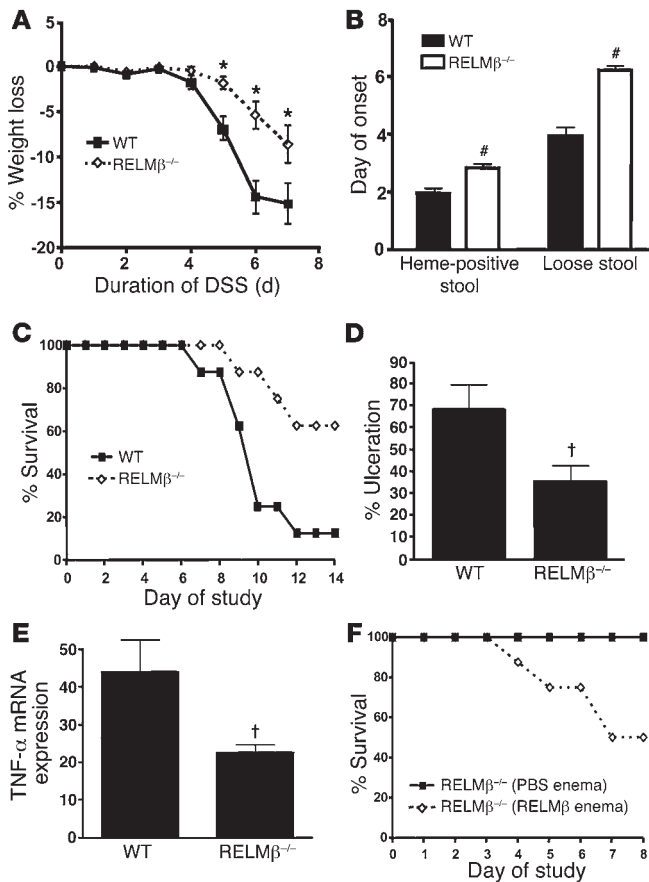 A
5
0
-5
-10
-15
-20
% Weight loss
* * *
WT
RELMβ−/−
0 2 4 6 8
Duration of DSS (d)
B
WT
RELMβ−/−
8
6
4
2
0
Day of onset
# #
Heme-positive
stool
Loose stool
C
100
80
60
40
20
0
% Survival
WT
RELMβ−/−
0 2 4 6 8 10 12 14
Day of study
D
90
80
70
60
50
40
30
20
10
0
% Ulceration
†
WT RELMβ−/−
E
50
40
30
20
10
0
TNF-α mRNA
expression
†
WT RELMβ−/−
F
100
80
60
40
20
0
% Survival
RELMβ−/− (PBS enema)
RELMβ−/− (RELMβ enema)
0 1 2 3 4 5 6 7 8
Day of study